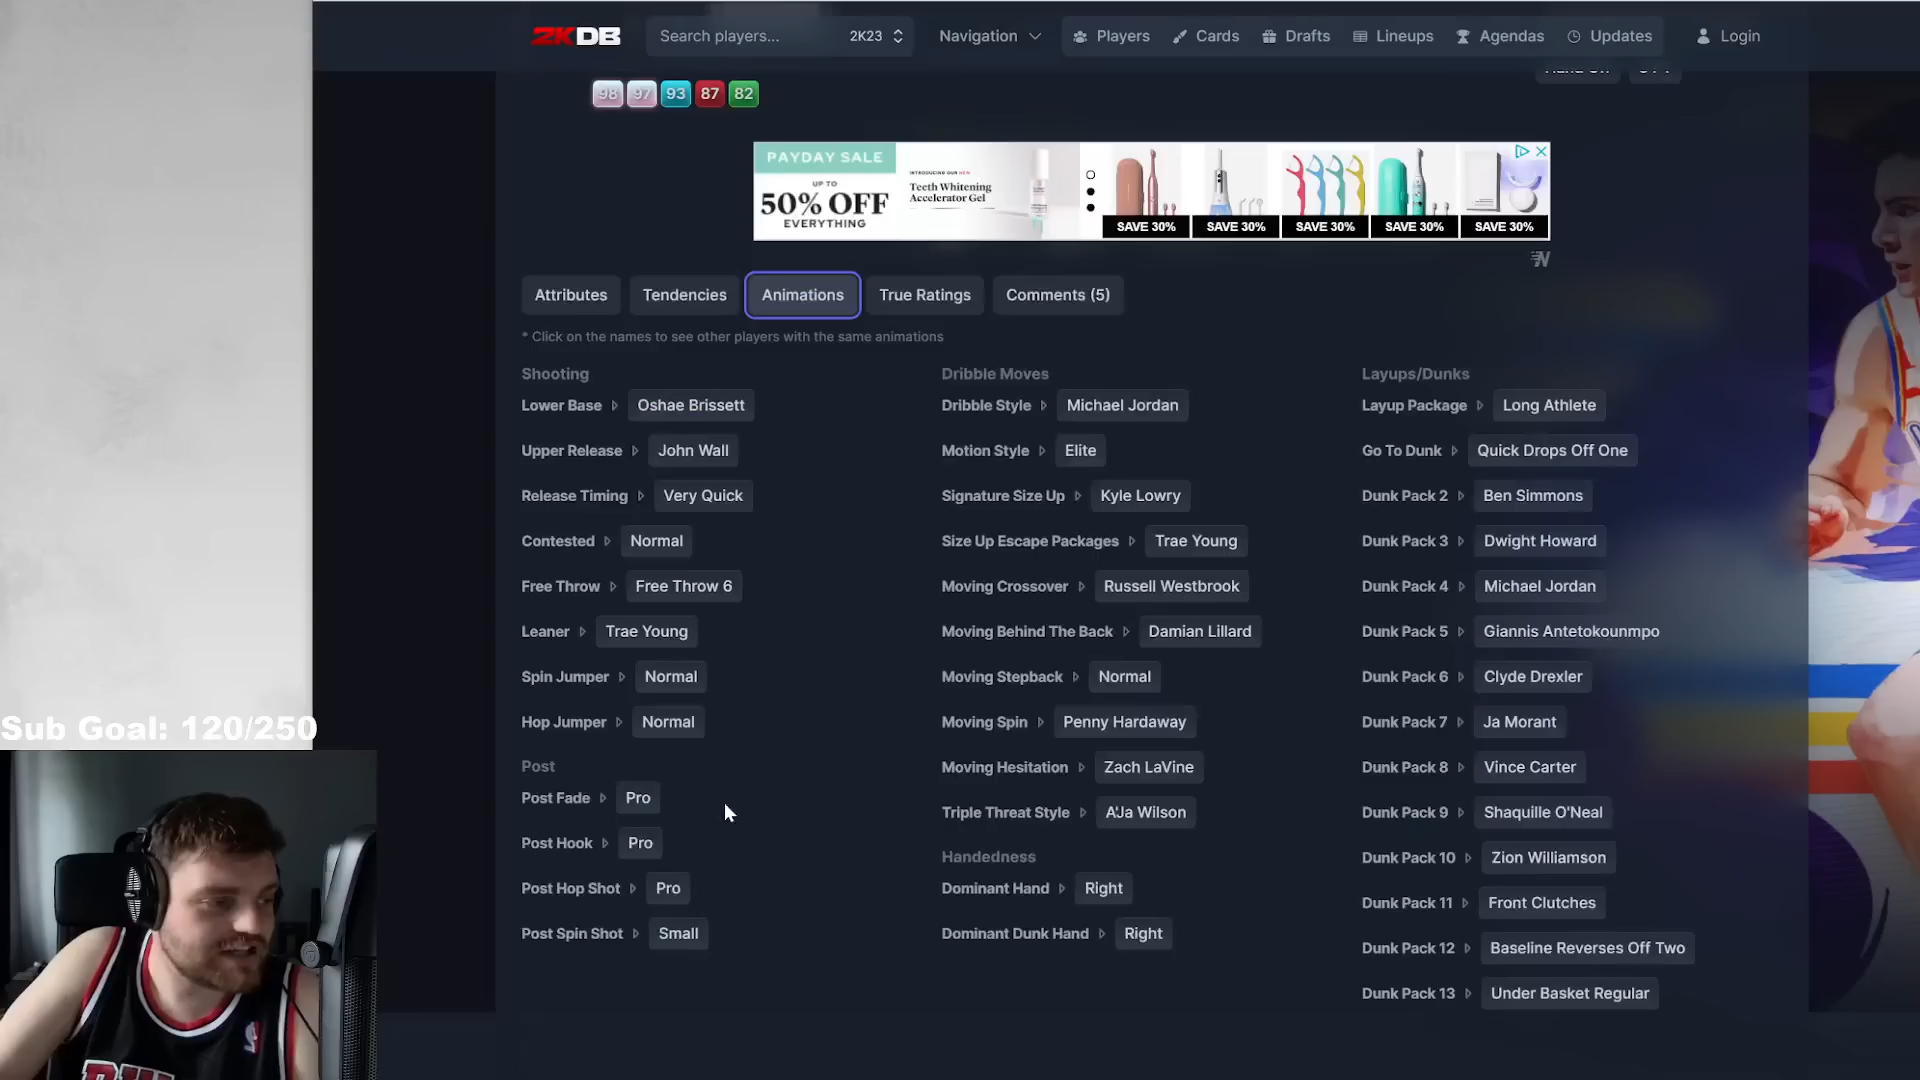 2KDB
Search players...
2K23
Navigation
Players
Cards
Drafts
Lineups
Agendas
Updates
Login
98 97 93 87 82
PAYDAY SALE
UP TO
50% OFF
EVERYTHING
INTRODUCING OUR NEW
Teeth Whitening
Accelerator Gel
SAVE 30%
SAVE 30%
SAVE 30%
SAVE 30%
SAVE 30%
Attributes
Tendencies
Animations
True Ratings
Comments (5)
* Click on the names to see other players with the same animations
Shooting
Lower Base Oshae Brissett
Upper Release John Wall
Release Timing Very Quick
Contested Normal
Free Throw Free Throw 6
Leaner Trae Young
Spin Jumper Normal
Hop Jumper Normal
Post
Post Fade Pro
Post Hook Pro
Post Hop Shot Pro
Post Spin Shot Small
Dribble Moves
Dribble Style Michael Jordan
Motion Style Elite
Signature Size Up Kyle Lowry
Size Up Escape Packages Trae Young
Moving Crossover Russell Westbrook
Moving Behind The Back Damian Lillard
Moving Stepback Normal
Moving Spin Penny Hardaway
Moving Hesitation Zach LaVine
Triple Threat Style A'Ja Wilson
Handedness
Dominant Hand Right
Dominant Dunk Hand Right
Layups/Dunks
Layup Package Long Athlete
Go To Dunk Quick Drops Off One
Dunk Pack 2 Ben Simmons
Dunk Pack 3 Dwight Howard
Dunk Pack 4 Michael Jordan
Dunk Pack 5 Giannis Antetokounmpo
Dunk Pack 6 Clyde Drexler
Dunk Pack 7 Ja Morant
Dunk Pack 8 Vince Carter
Dunk Pack 9 Shaquille O'Neal
Dunk Pack 10 Zion Williamson
Dunk Pack 11 Front Clutches
Dunk Pack 12 Baseline Reverses Off Two
Dunk Pack 13 Under Basket Regular
Sub Goal: 120/250